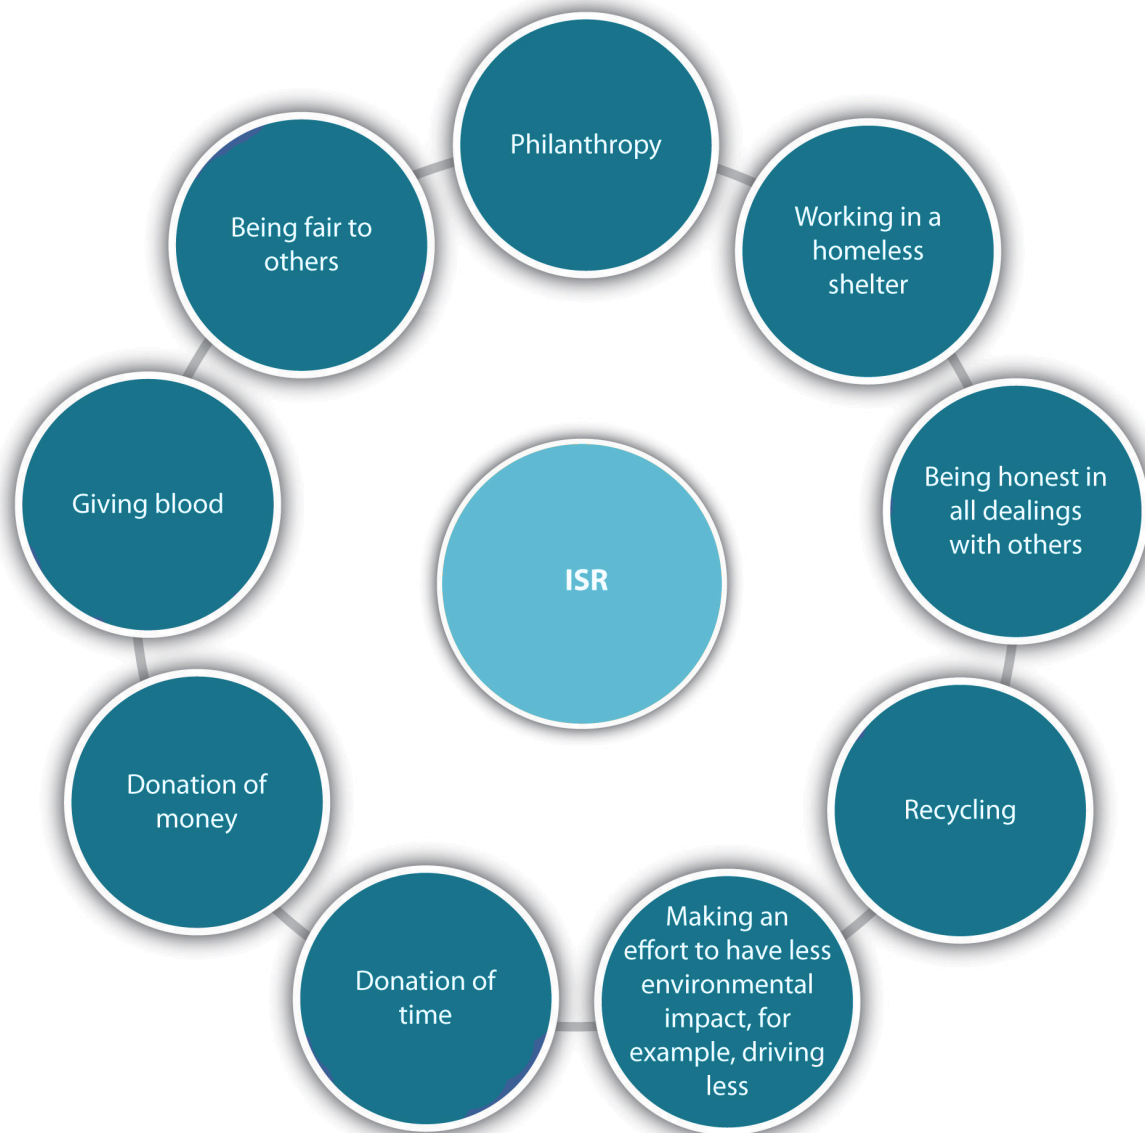 Philanthropy
Working in a
homeless
shelter
Being honest in
all dealings
with others
Recycling
Making an
effort to have less
environmental
impact, for
example, driving
less
Donation of
time
Donation of
money
Giving blood
Being fair to
others
ISR